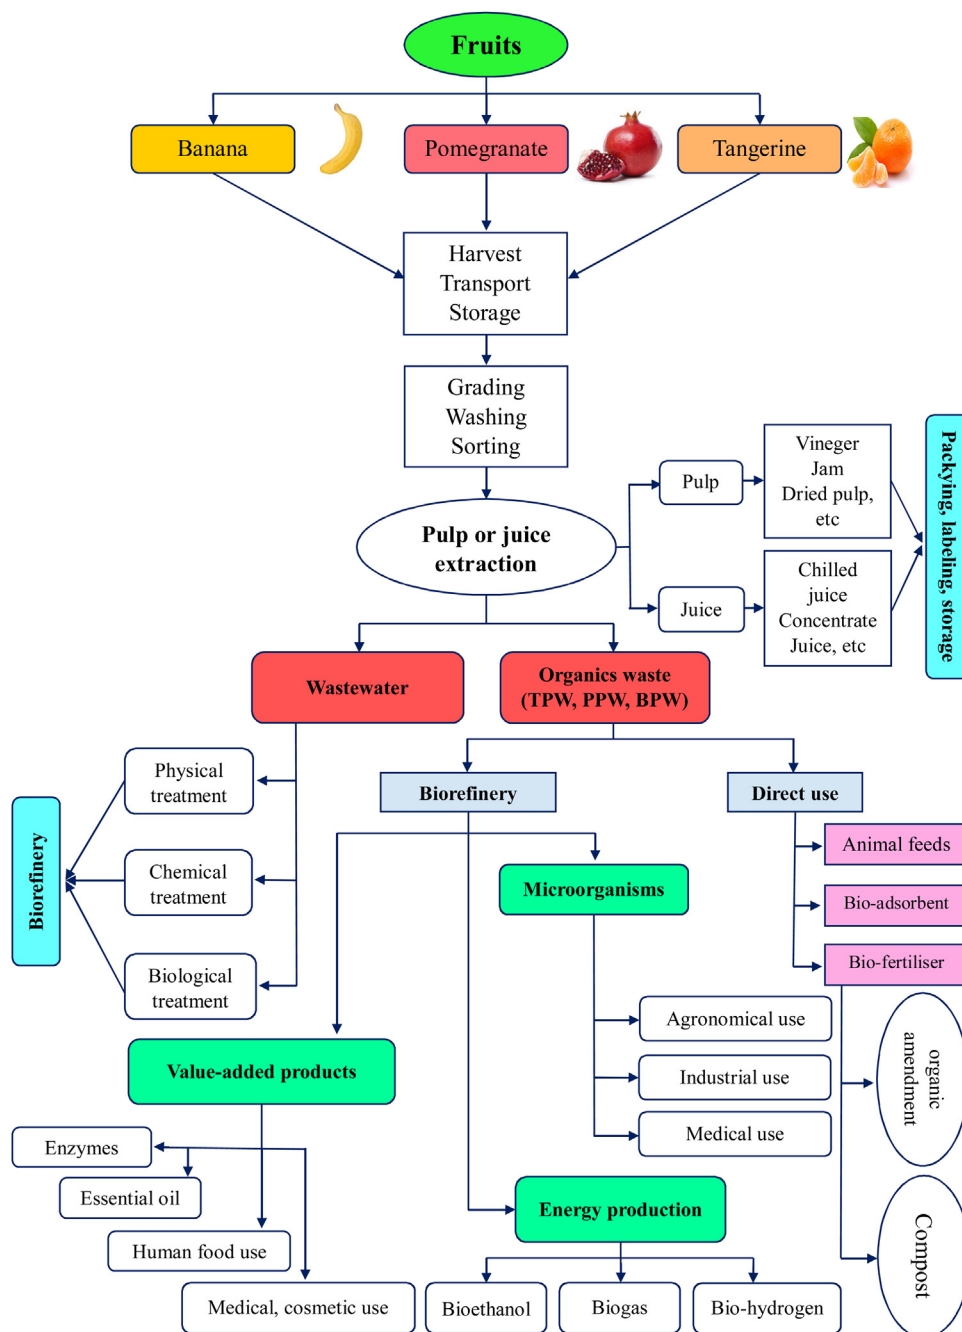 Fruits
Banana
Pomegranate
Tangerine
Harvest
Transport
Storage
Grading
Washing
Sorting
Pulp or juice
extraction
Pulp
Vineger
Jam
Dried pulp,
etc
Juice
Chilled
juice
Concentrate
Juice, etc
Packying, labeling, storage
Wastewater
Organics waste
(TPW, PPW, BPW)
Physical
treatment
Chemical
treatment
Biological
treatment
Biorefinery
Biorefinery
Direct use
Animal feeds
Bio-adsorbent
Bio-fertiliser
organic
amendment
Compost
Microorganisms
Agronomical use
Industrial use
Medical use
Value-added products
Enzymes
Essential oil
Human food use
Medical, cosmetic use
Energy production
Bioethanol
Biogas
Bio-hydrogen